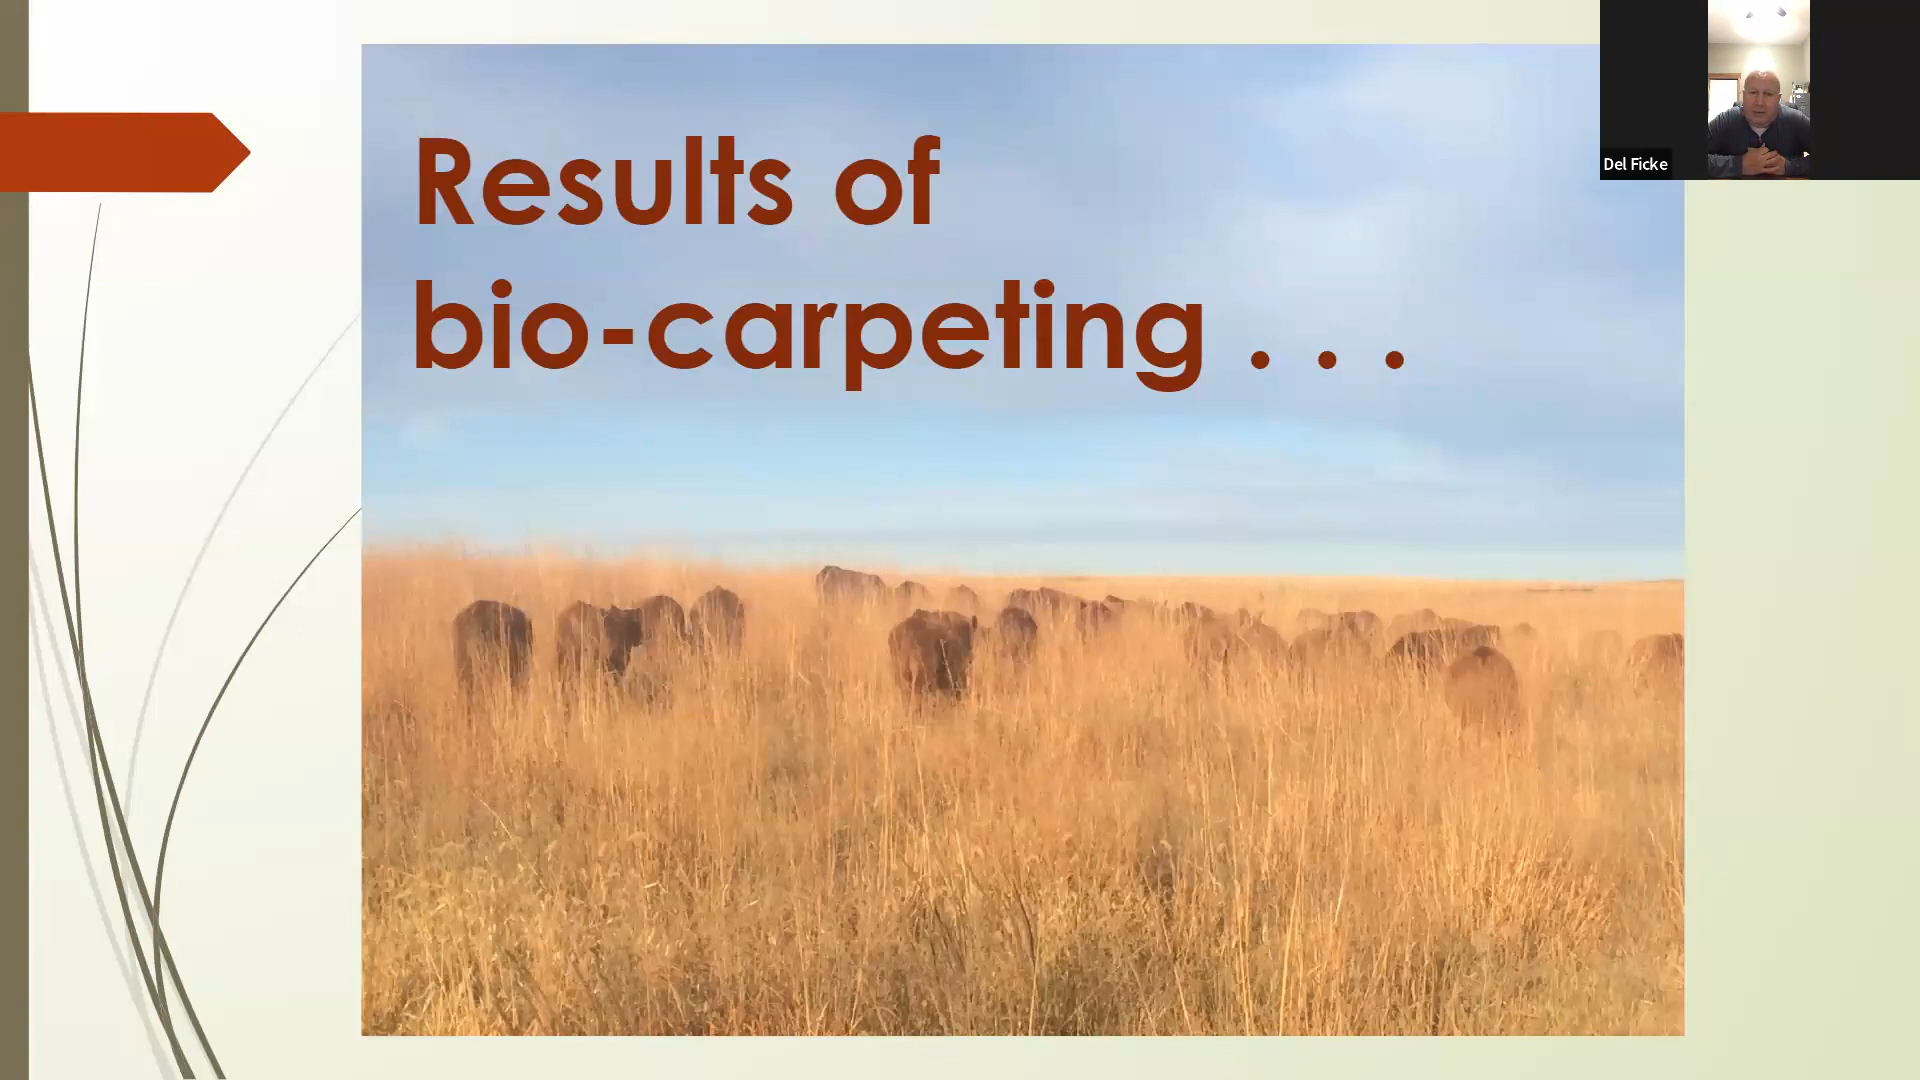 Results of
bio-carpeting . . .
Del Ficke